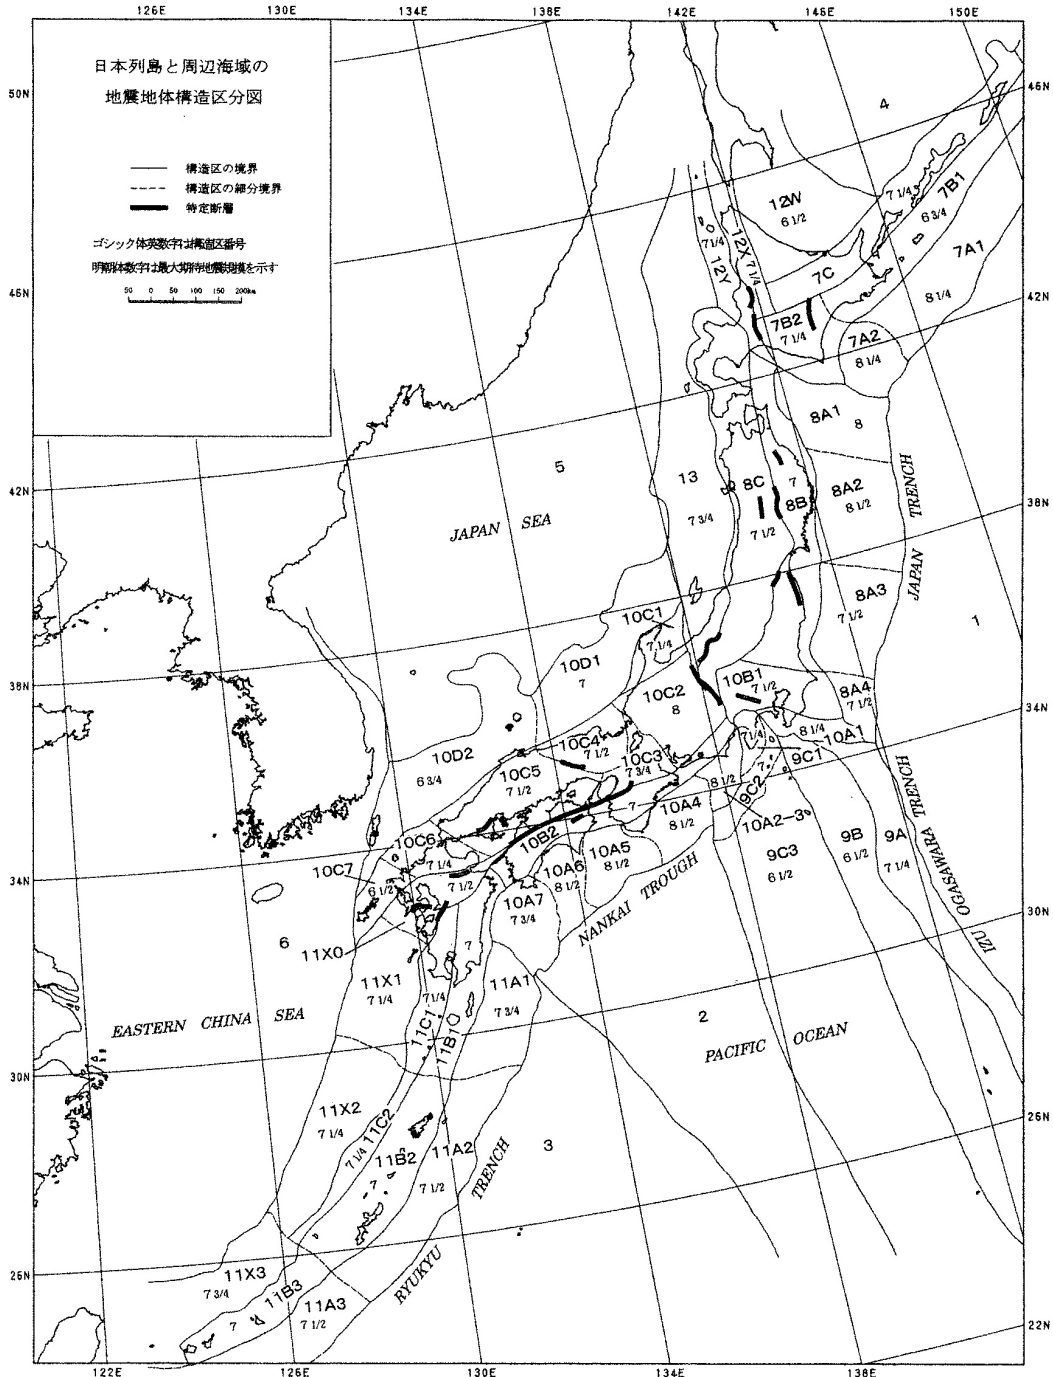 126E 130E 134E 138E 142E 146E 150E
日本列島と周辺海域の
地震地体構造区分図
構造区の境界
構造区の細分境界
特定断層
ゴシック体英数字は構造区番号
明朝体数字は最大期待地震規模を示す
50 0 50 100 150 200km
50N
46N
4
7 1/4
7B1
6 3/4
12W
6 1/2
7A1
8 1/4
12X
7 1/4
7 1/4
12Y
7C
46N
42N
7B2
7 1/4
7A2
8 1/4
8A1
8
5
13
7 3/4
8C
7 1/2
7
8B
8A2
8 1/2
JAPAN TRENCH
42N
38N
JAPAN SEA
8A3
7 1/2
1
10C1
7 1/4
10D1
7
10C2
8
10B1
7 1/2
8A4
7 1/2
38N
34N
8 1/4
10A1
7 1/4
9C1
7
9C2
10D2
6 3/4
10C4
7 1/2
10C3
7 3/4
8 1/2
10C5
7 1/2
7
10A4
8 1/2
10A2-3
10C6
7 1/4
10B2
10A5
8 1/2
10A6
8 1/2
9C3
6 1/2
9B
6 1/2
9A
7 1/4
IZU OGASAWARA TRENCH
34N
30N
10C7
6 1/2
7 1/2
10A7
7 3/4
NANKAI TROUGH
6
11X0
7
11X1
7 1/4
7 1/4
11C1
11B1
11A1
7 3/4
2
EASTERN CHINA SEA
PACIFIC OCEAN
30N
26N
11X2
7 1/4
11C2
7 1/4
11B2
7
11A2
7 1/2
3
RYUKYU TRENCH
25N
22N
11X3
7 3/4
11B3
7
11A3
7 1/2
122E 126E 130E 134E 138E